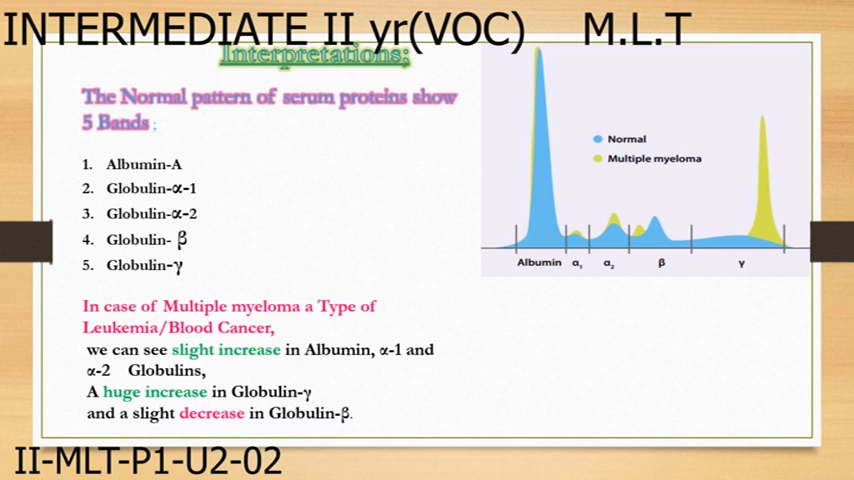 INTERMEDIATE II yr(VOC) M.L.T
Interpretations;
The Normal pattern of serum proteins show
5 Bands ;
1. Albumin-A
2. Globulin-α-1
3. Globulin-α-2
4. Globulin- β
5. Globulin-γ
In case of Multiple myeloma a Type of
Leukemia/Blood Cancer,
we can see slight increase in Albumin, α-1 and
α-2 Globulins,
A huge increase in Globulin-γ
and a slight decrease in Globulin-β.
Normal
Multiple myeloma
Albumin α₁ α₂ β γ
II-MLT-P1-U2-02